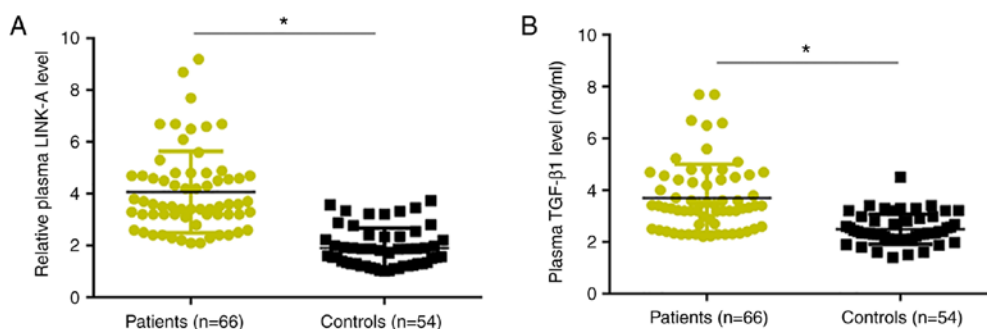 A
*
Relative plasma LINK-A level
10
8
6
4
2
0
Patients (n=66) Controls (n=54)
B
*
Plasma TGF-β1 level (ng/ml)
10
8
6
4
2
0
Patients (n=66) Controls (n=54)